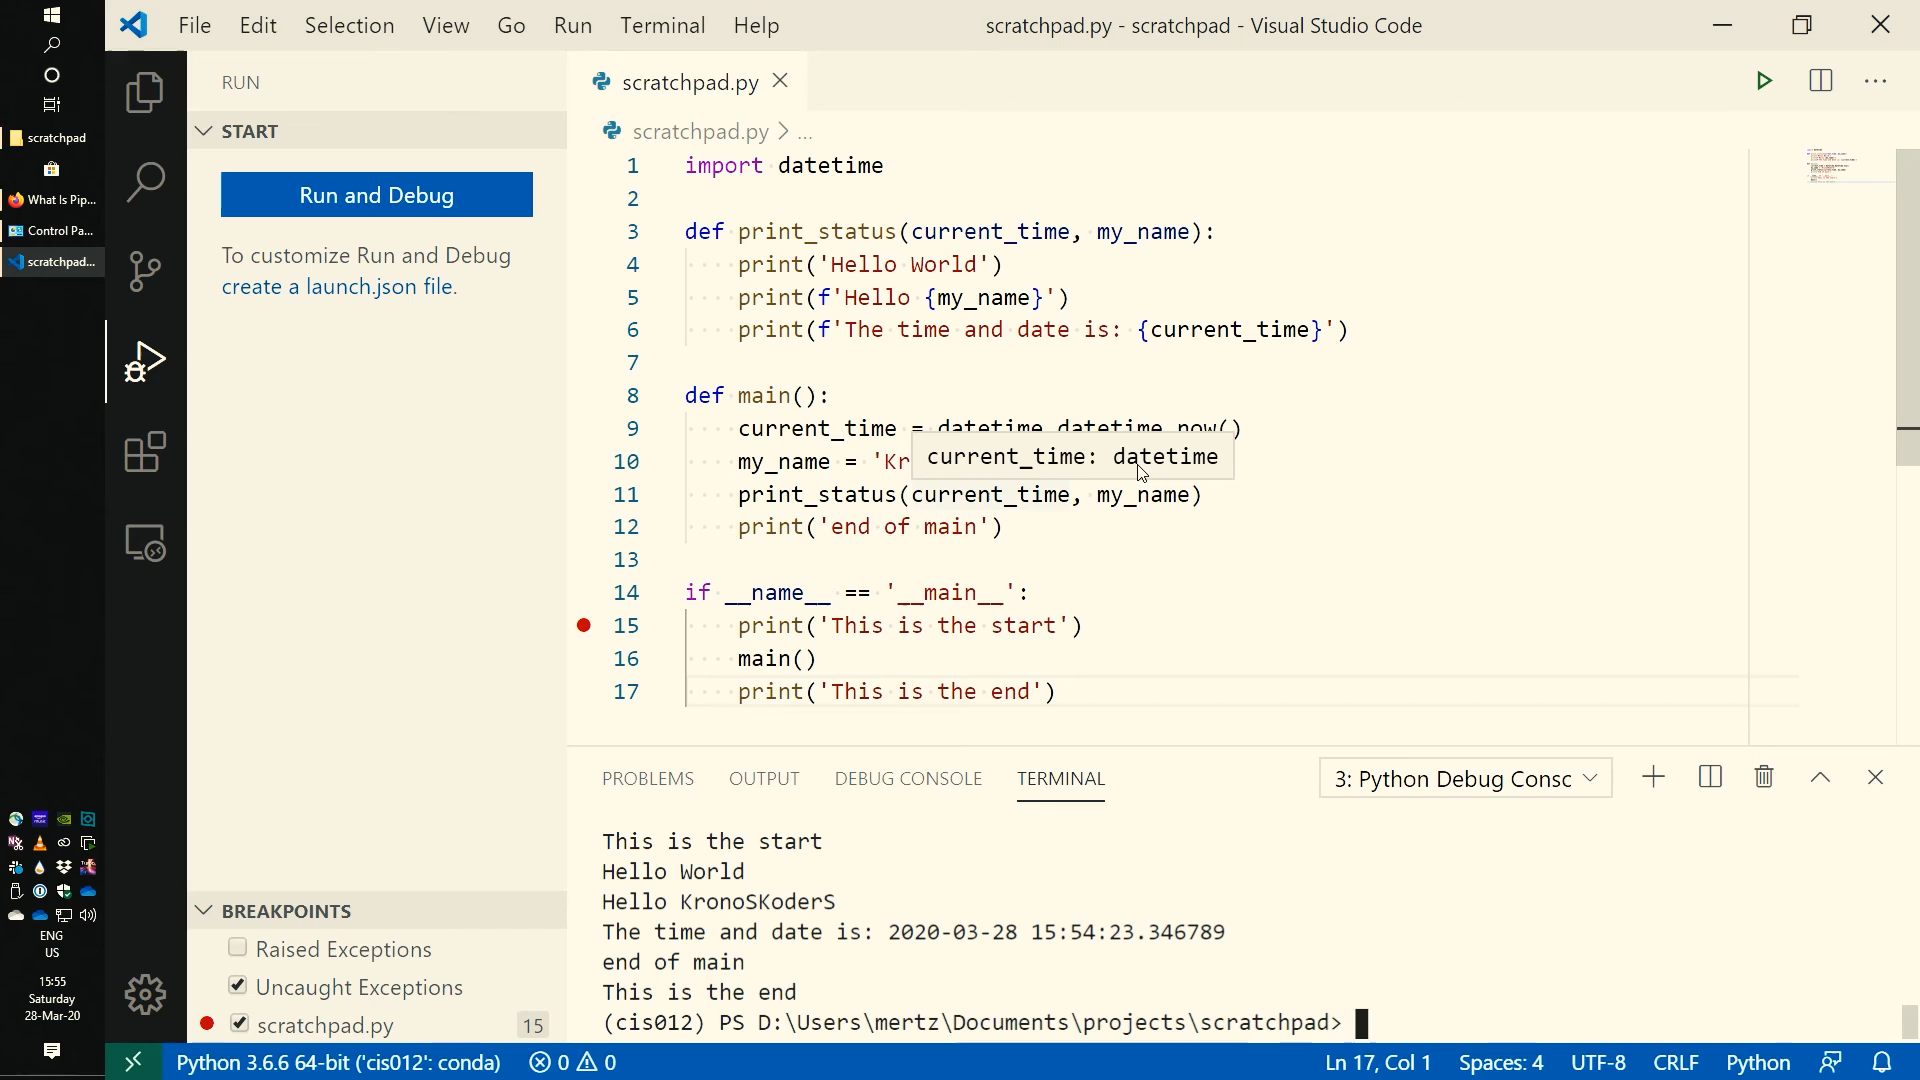 File Edit Selection View Go Run Terminal Help
scratchpad.py - scratchpad - Visual Studio Code
scratchpad
What Is Pip...
Control Pa...
scratchpad...
ENG
US
15:55
Saturday
28-Mar-20
RUN
START
Run and Debug
To customize Run and Debug
create a launch.json file.
BREAKPOINTS
Raised Exceptions
Uncaught Exceptions
scratchpad.py 15
scratchpad.py
scratchpad.py > ...
1 import datetime
2
3 def print_status(current_time, my_name):
4 print('Hello World')
5 print(f'Hello {my_name}')
6 print(f'The time and date is: {current_time}')
7
8 def main():
9 current_time = datetime.datetime.now()
10 my_name = 'Kr
current_time: datetime
11 print_status(current_time, my_name)
12 print('end of main')
13
14 if __name__ == '__main__':
15 print('This is the start')
16 main()
17 print('This is the end')
PROBLEMS OUTPUT DEBUG CONSOLE TERMINAL
3: Python Debug Consc
This is the start
Hello World
Hello KronoSKoderS
The time and date is: 2020-03-28 15:54:23.346789
end of main
This is the end
(cis012) PS D:\Users\mertz\Documents\projects\scratchpad>
Python 3.6.6 64-bit ('cis012': conda) 0 0
Ln 17, Col 1 Spaces: 4 UTF-8 CRLF Python